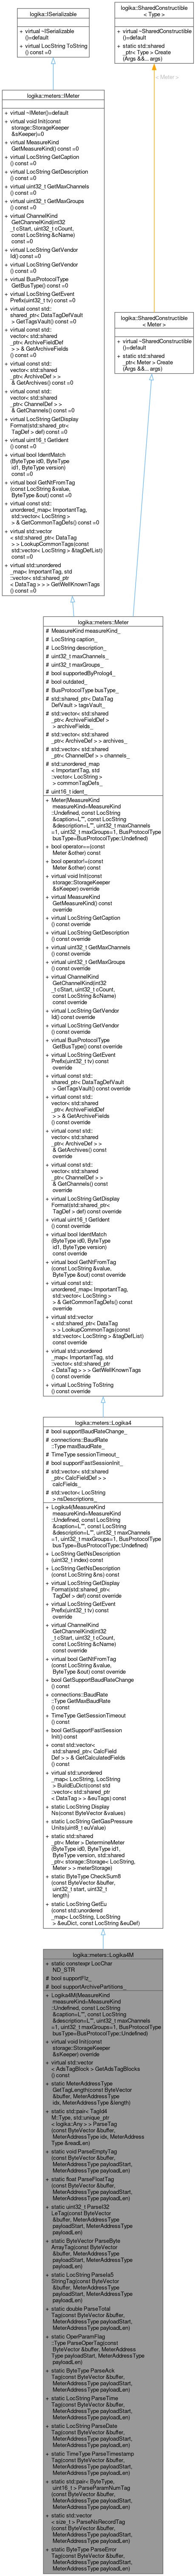 logika::ISerializable
+ virtual ~ISerializable
()=default
+ virtual LocString ToString
() const =0
logika::SharedConstructible
< Type >
+ virtual ~SharedConstructible
()=default
+ static std::shared
_ptr< Type > Create
(Args &&... args)
< Meter >
logika::meters::IMeter
+ virtual ~IMeter()=default
+ virtual void Init(const
storage::StorageKeeper
&sKeeper)=0
+ virtual MeasureKind
GetMeasureKind() const =0
+ virtual LocString GetCaption
() const =0
+ virtual LocString GetDescription
() const =0
+ virtual uint32_t GetMaxChannels
() const =0
+ virtual uint32_t GetMaxGroups
() const =0
+ virtual ChannelKind
GetChannelKind(int32
_t cStart, uint32_t cCount,
const LocString &cName)
const =0
+ virtual LocString GetVendor
Id() const =0
+ virtual LocString GetVendor
() const =0
+ virtual BusProtocolType
GetBusType() const =0
+ virtual LocString GetEvent
Prefix(uint32_t tv) const =0
+ virtual const std::
shared_ptr< DataTagDefVault
> GetTagsVault() const =0
+ virtual const std::
vector< std::shared
_ptr< ArchiveFieldDef
> > & GetArchiveFields
() const =0
+ virtual const std::
vector< std::shared
_ptr< ArchiveDef > >
& GetArchives() const =0
+ virtual const std::
vector< std::shared
_ptr< ChannelDef > >
& GetChannels() const =0
+ virtual LocString GetDisplay
Format(std::shared_ptr<
TagDef > def) const =0
+ virtual uint16_t GetIdent
() const =0
+ virtual bool IdentMatch
(ByteType id0, ByteType
id1, ByteType version)
const =0
+ virtual bool GetNtFromTag
(const LocString &value,
ByteType &out) const =0
+ virtual const std::
unordered_map< ImportantTag,
std::vector< LocString >
> & GetCommonTagDefs() const =0
+ virtual std::vector
< std::shared_ptr< DataTag
> > LookupCommonTags(const
std::vector< LocString > &tagDefList)
const =0
+ virtual std::unordered
_map< ImportantTag, std
::vector< std::shared_ptr
< DataTag > > > GetWellKnownTags
() const =0
logika::SharedConstructible
< Meter >
+ virtual ~SharedConstructible
()=default
+ static std::shared
_ptr< Meter > Create
(Args &&... args)
logika::meters::Meter
# MeasureKind measureKind_
# LocString caption_
# LocString description_
# uint32_t maxChannels_
# uint32_t maxGroups_
# bool supportedByProlog4_
# bool outdated_
# BusProtocolType busType_
# std::shared_ptr< DataTag
DefVault > tagsVault_
# std::vector< std::shared
_ptr< ArchiveFieldDef
> > archiveFields_
# std::vector< std::shared
_ptr< ArchiveDef > > archives_
# std::vector< std::shared
_ptr< ChannelDef > > channels_
# std::unordered_map
< ImportantTag, std
::vector< LocString
> > commonTagDefs_
# uint16_t ident_
+ Meter(MeasureKind
measureKind=MeasureKind
::Undefined, const LocString
&caption=L"", const LocString
&description=L"", uint32_t maxChannels
=1, uint32_t maxGroups=1, BusProtocolType
busType=BusProtocolType::Undefined)
+ bool operator==(const
Meter &other) const
+ bool operator!=(const
Meter &other) const
+ virtual void Init(const
storage::StorageKeeper
&sKeeper) override
+ virtual MeasureKind
GetMeasureKind() const
override
+ virtual LocString GetCaption
() const override
+ virtual LocString GetDescription
() const override
+ virtual uint32_t GetMaxChannels
() const override
+ virtual uint32_t GetMaxGroups
() const override
+ virtual ChannelKind
GetChannelKind(int32
_t cStart, uint32_t cCount,
const LocString &cName)
const override
+ virtual LocString GetVendor
Id() const override
+ virtual LocString GetVendor
() const override
+ virtual BusProtocolType
GetBusType() const override
+ virtual LocString GetEvent
Prefix(uint32_t tv) const
override
+ virtual const std::
shared_ptr< DataTagDefVault
> GetTagsVault() const override
+ virtual const std::
vector< std::shared
_ptr< ArchiveFieldDef
> > & GetArchiveFields
() const override
+ virtual const std::
vector< std::shared
_ptr< ArchiveDef > >
& GetArchives() const
override
+ virtual const std::
vector< std::shared
_ptr< ChannelDef > >
& GetChannels() const
override
+ virtual LocString GetDisplay
Format(std::shared_ptr<
TagDef > def) const override
+ virtual uint16_t GetIdent
() const override
+ virtual bool IdentMatch
(ByteType id0, ByteType
id1, ByteType version)
const override
+ virtual bool GetNtFromTag
(const LocString &value,
ByteType &out) const override
+ virtual const std::
unordered_map< ImportantTag,
std::vector< LocString >
> & GetCommonTagDefs() const
override
+ virtual std::vector
< std::shared_ptr< DataTag
> > LookupCommonTags(const
std::vector< LocString > &tagDefList)
const override
+ virtual std::unordered
_map< ImportantTag, std
::vector< std::shared_ptr
< DataTag > > > GetWellKnownTags
() const override
+ virtual LocString ToString
() const override
logika::meters::Logika4
# bool supportBaudRateChange_
# connections::BaudRate
::Type maxBaudRate_
# TimeType sessionTimeout_
# bool supportFastSessionInit_
# std::vector< std::shared
_ptr< CalcFieldDef > >
calcFields_
# std::vector< LocString
> nsDescriptions_
+ Logika4(MeasureKind
measureKind=MeasureKind
::Undefined, const LocString
&caption=L"", const LocString
&description=L"", uint32_t maxChannels
=1, uint32_t maxGroups=1, BusProtocolType
busType=BusProtocolType::Undefined)
+ LocString GetNsDescription
(uint32_t index) const
+ LocString GetNsDescription
(const LocString &ns) const
+ virtual LocString GetDisplay
Format(std::shared_ptr<
TagDef > def) const override
+ virtual LocString GetEvent
Prefix(uint32_t tv) const
override
+ virtual ChannelKind
GetChannelKind(int32
_t cStart, uint32_t cCount,
const LocString &cName)
const override
+ virtual bool GetNtFromTag
(const LocString &value,
ByteType &out) const override
+ bool GetSupportBaudRateChange
() const
+ connections::BaudRate
::Type GetMaxBaudRate
() const
+ TimeType GetSessionTimeout
() const
+ bool GetSupportFastSession
Init() const
+ const std::vector<
std::shared_ptr< CalcField
Def > > & GetCalculatedFields
() const
+ virtual std::unordered
_map< LocString, LocString
> BuildEuDict(const std
::vector< std::shared_ptr
< DataTag > > &euTags) const
+ static LocString Display
Ns(const ByteVector &values)
+ static LocString GetGasPressure
Units(uint8_t euValue)
+ static std::shared
_ptr< Meter > DetermineMeter
(ByteType id0, ByteType id1,
ByteType version, std::shared
_ptr< storage::Storage< LocString,
Meter > > meterStorage)
+ static ByteType CheckSum8
(const ByteVector &buffer,
uint32_t start, uint32_t
length)
+ static LocString GetEu
(const std::unordered
_map< LocString, LocString
> &euDict, const LocString &euDef)
logika::meters::Logika4M
+ static constexpr LocChar
ND_STR
# bool supportFlz_
# bool supportArchivePartitions_
+ Logika4M(MeasureKind
measureKind=MeasureKind
::Undefined, const LocString
&caption=L"", const LocString
&description=L"", uint32_t maxChannels
=1, uint32_t maxGroups=1, BusProtocolType
busType=BusProtocolType::Undefined)
+ virtual void Init(const
storage::StorageKeeper
&sKeeper) override
+ virtual std::vector
< AdsTagBlock > GetAdsTagBlocks
() const
+ static MeterAddressType
GetTagLength(const ByteVector
&buffer, MeterAddressType
idx, MeterAddressType &length)
+ static std::pair< TagId4
M::Type, std::unique_ptr
< logika::Any > > ParseTag
(const ByteVector &buffer,
MeterAddressType idx, MeterAddress
Type &readLen)
+ static void ParseEmptyTag
(const ByteVector &buffer,
MeterAddressType payloadStart,
MeterAddressType payloadLen)
+ static float ParseFloatTag
(const ByteVector &buffer,
MeterAddressType payloadStart,
MeterAddressType payloadLen)
+ static uint32_t ParseI32
LeTag(const ByteVector
&buffer, MeterAddressType
payloadStart, MeterAddressType
payloadLen)
+ static ByteVector ParseByte
ArrayTag(const ByteVector
&buffer, MeterAddressType
payloadStart, MeterAddressType
payloadLen)
+ static LocString ParseIa5
StringTag(const ByteVector
&buffer, MeterAddressType
payloadStart, MeterAddressType
payloadLen)
+ static double ParseTotal
Tag(const ByteVector &buffer,
MeterAddressType payloadStart,
MeterAddressType payloadLen)
+ static OperParamFlag
::Type ParseOperTag(const
ByteVector &buffer, MeterAddress
Type payloadStart, MeterAddressType
payloadLen)
+ static ByteType ParseAck
Tag(const ByteVector &buffer,
MeterAddressType payloadStart,
MeterAddressType payloadLen)
+ static LocString ParseTime
Tag(const ByteVector &buffer,
MeterAddressType payloadStart,
MeterAddressType payloadLen)
+ static LocString ParseDate
Tag(const ByteVector &buffer,
MeterAddressType payloadStart,
MeterAddressType payloadLen)
+ static TimeType ParseTimestamp
Tag(const ByteVector &buffer,
MeterAddressType payloadStart,
MeterAddressType payloadLen)
+ static std::pair< ByteType,
uint16_t > ParseParamNumTag
(const ByteVector &buffer,
MeterAddressType payloadStart,
MeterAddressType payloadLen)
+ static std::vector
< size_t > ParseNsRecordTag
(const ByteVector &buffer,
MeterAddressType payloadStart,
MeterAddressType payloadLen)
+ static ByteType ParseError
Tag(const ByteVector &buffer,
MeterAddressType payloadStart,
MeterAddressType payloadLen)